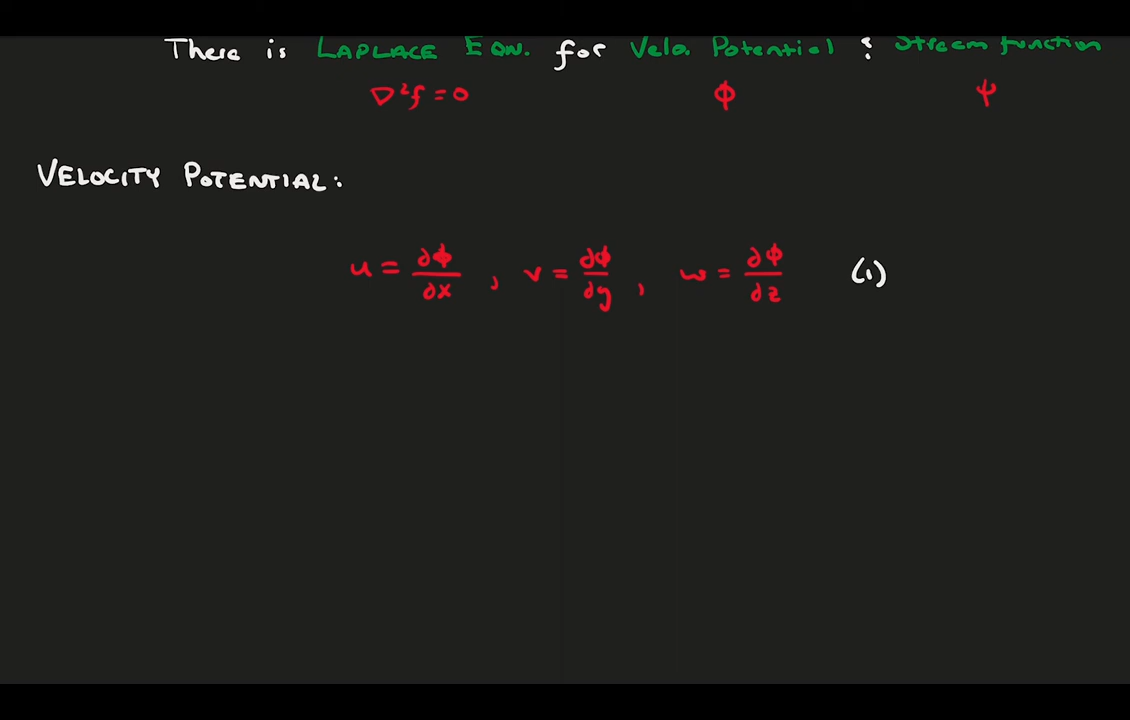 There is LAPLACE EQN. for Velo. Potential & Stream function
∇²f = 0 ϕ ψ
VELOCITY POTENTIAL:
u = ∂ϕ/∂x , v = ∂ϕ/∂y , w = ∂ϕ/∂z (1)